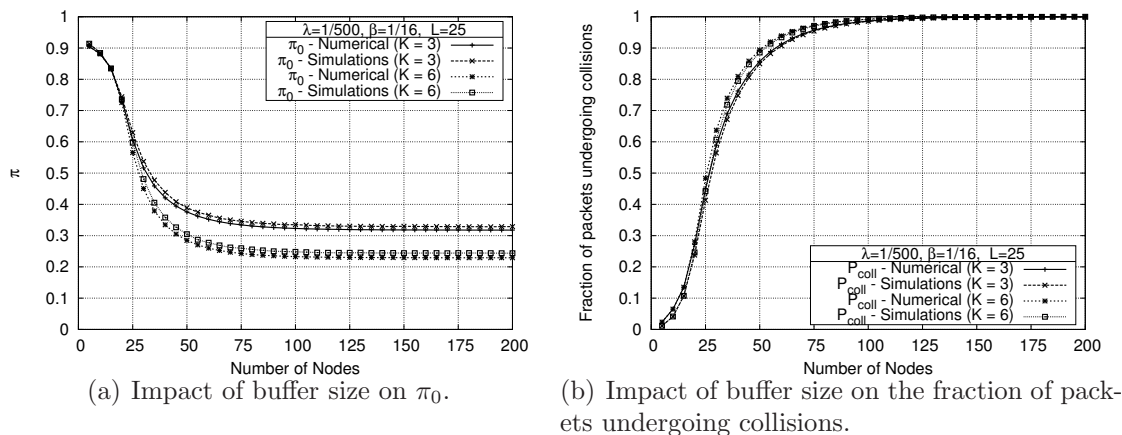 λ=1/500, β=1/16, L=25
π₀ - Numerical (K = 3)
π₀ - Simulations (K = 3)
π₀ - Numerical (K = 6)
π₀ - Simulations (K = 6)
1
0.9
0.8
0.7
0.6
0.5
0.4
0.3
0.2
0.1
0
π
0 25 50 75 100 125 150 175 200
Number of Nodes
(a) Impact of buffer size on π₀.
1
0.9
0.8
0.7
0.6
0.5
0.4
0.3
0.2
0.1
0
Fraction of packets undergoing collisions
λ=1/500, β=1/16, L=25
P_coll - Numerical (K = 3)
P_coll - Simulations (K = 3)
P_coll - Numerical (K = 6)
P_coll - Simulations (K = 6)
0 25 50 75 100 125 150 175 200
Number of Nodes
(b) Impact of buffer size on the fraction of pack-
ets undergoing collisions.